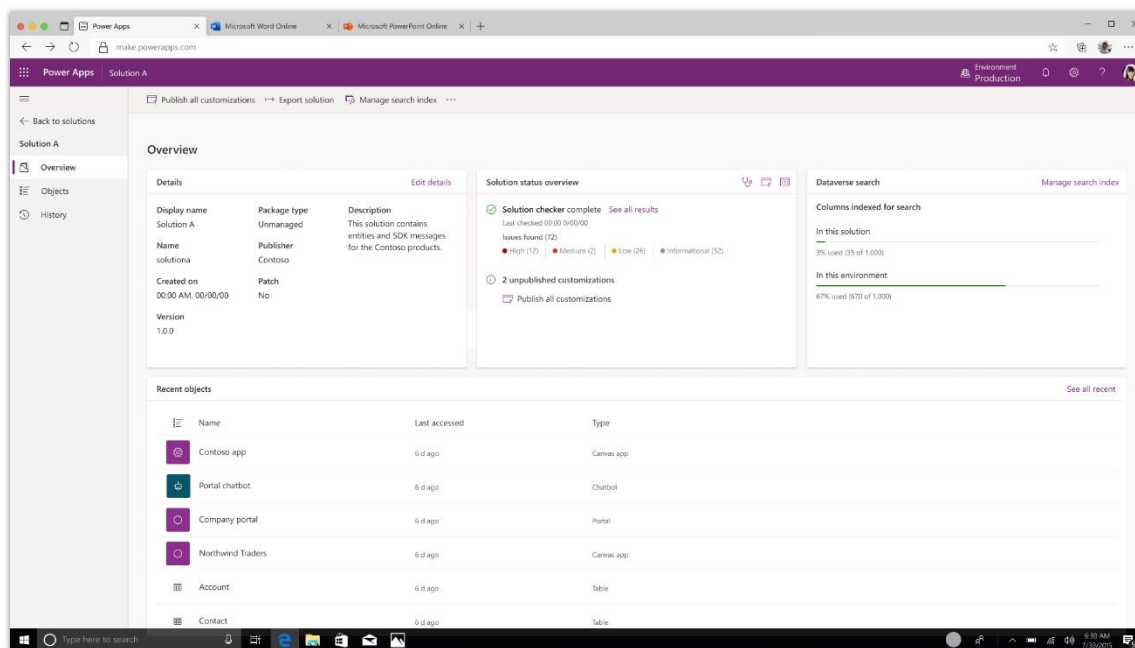 Power Apps
Microsoft Word Online
Microsoft PowerPoint Online
make.powerapps.com
Power Apps
Solution A
Environment
Production
Publish all customizations
Export solution
Manage search index
Back to solutions
Solution A
Overview
Objects
History
Overview
Details
Edit details
Display name
Solution A
Name
solutiona
Created on
00:00 AM, 00/00/00
Version
1.0.0
Package type
Unmanaged
Publisher
Contoso
Patch
No
Description
This solution contains
entities and SDK messages
for the Contoso products.
Solution status overview
Solution checker complete See all results
Last checked 00:00 0/00/00
Issues found (72)
High (12) Medium (2) Low (26) Informational (32)
2 unpublished customizations
Publish all customizations
Dataverse search
Manage search index
Columns indexed for search
In this solution
3% used (35 of 1,000)
In this environment
67% used (670 of 1,000)
Recent objects
See all recent
Name Last accessed Type
Contoso app 6 d ago Canvas app
Portal chatbot 6 d ago Chatbot
Company portal 6 d ago Portal
Northwind Traders 6 d ago Canvas app
Account 6 d ago Table
Contact 6 d ago Table
Type here to search
6:30 AM
7/30/2015